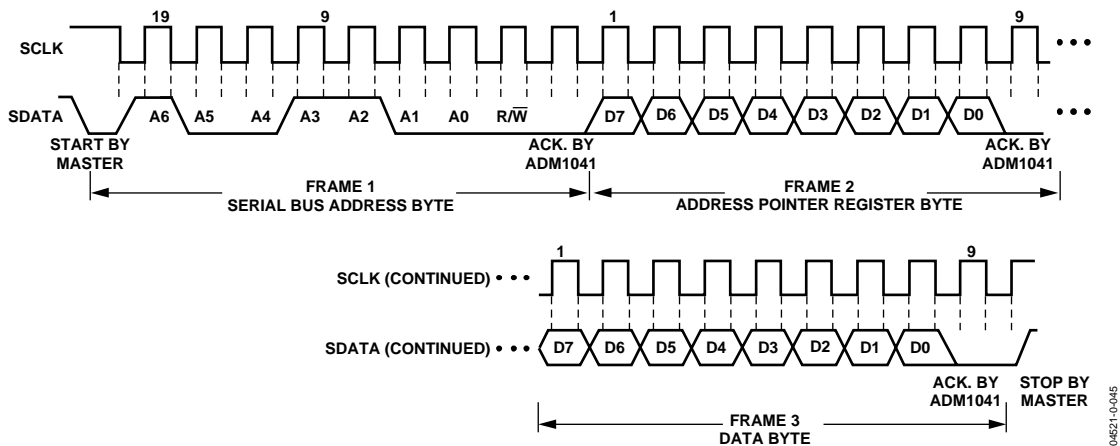 19 9 1 9
SCLK
SDATA A6 A5 A4 A3 A2 A1 A0 R/W̅ D7 D6 D5 D4 D3 D2 D1 D0
START BY
MASTER
ACK. BY
ADM1041
ACK. BY
ADM1041
FRAME 1
SERIAL BUS ADDRESS BYTE
FRAME 2
ADDRESS POINTER REGISTER BYTE
1 9
SCLK (CONTINUED)
SDATA (CONTINUED) D7 D6 D5 D4 D3 D2 D1 D0
ACK. BY
ADM1041
STOP BY
MASTER
FRAME 3
DATA BYTE
04521-0-045